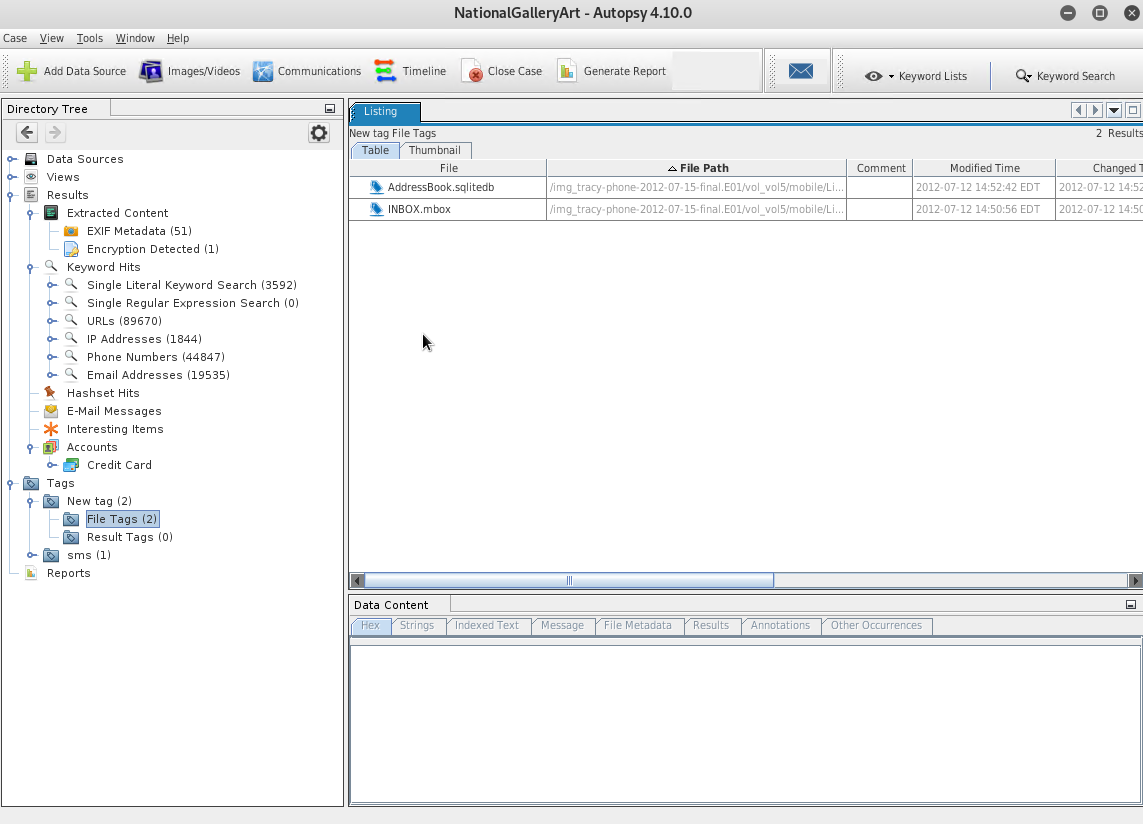 NationalGalleryArt - Autopsy 4.10.0
Case View Tools Window Help
Add Data Source Images/Videos Communications Timeline Close Case Generate Report Keyword Lists Keyword Search
Directory Tree
Data Sources
Views
Results
Extracted Content
EXIF Metadata (51)
Encryption Detected (1)
Keyword Hits
Single Literal Keyword Search (3592)
Single Regular Expression Search (0)
URLs (89670)
IP Addresses (1844)
Phone Numbers (44847)
Email Addresses (19535)
Hashset Hits
E-Mail Messages
Interesting Items
Accounts
Credit Card
Tags
New tag (2)
File Tags (2)
Result Tags (0)
sms (1)
Reports
Listing
New tag File Tags 2 Results
Table Thumbnail
File File Path Comment Modified Time Changed T
AddressBook.sqlitedb /img_tracy-phone-2012-07-15-final.E01/vol_vol5/mobile/Li... 2012-07-12 14:52:42 EDT 2012-07-12 14:52
INBOX.mbox /img_tracy-phone-2012-07-15-final.E01/vol_vol5/mobile/Li... 2012-07-12 14:50:56 EDT 2012-07-12 14:50
Data Content
Hex Strings Indexed Text Message File Metadata Results Annotations Other Occurrences